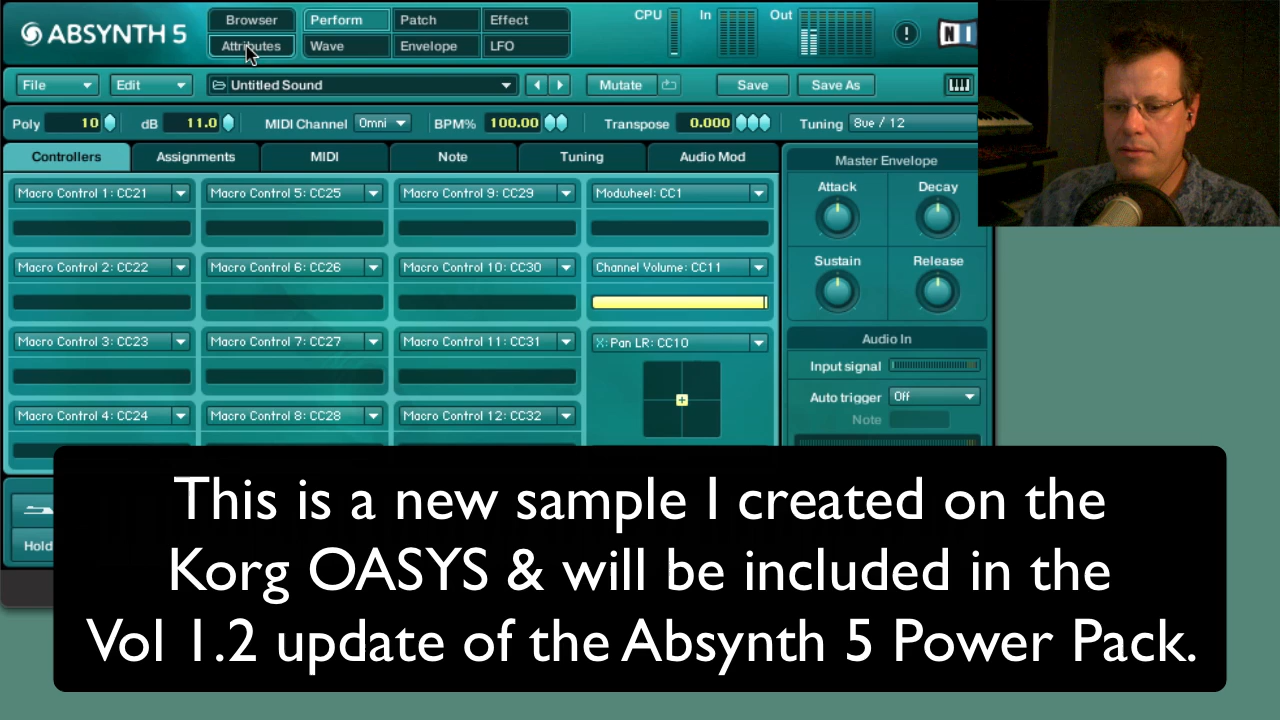 ABSYNTH 5
Browser Perform Patch Effect
Attributes Wave Envelope LFO
CPU In Out
! NI
File Edit Untitled Sound Mutate Save Save As
Poly 10 dB 11.0 MIDI Channel Omni BPM% 100.00 Transpose 0.000 Tuning 8ve / 12
Controllers Assignments MIDI Note Tuning Audio Mod
Macro Control 1: CC21 Macro Control 5: CC25 Macro Control 9: CC29 Modwheel: CC1
Macro Control 2: CC22 Macro Control 6: CC26 Macro Control 10: CC30 Channel Volume: CC11
Macro Control 3: CC23 Macro Control 7: CC27 Macro Control 11: CC31 X: Pan LR: CC10
Macro Control 4: CC24 Macro Control 8: CC28 Macro Control 12: CC32
Master Envelope
Attack Decay
Sustain Release
Audio In
Input signal
Auto trigger Off
Note
Hold
This is a new sample I created on the
Korg OASYS & will be included in the
Vol 1.2 update of the Absynth 5 Power Pack.